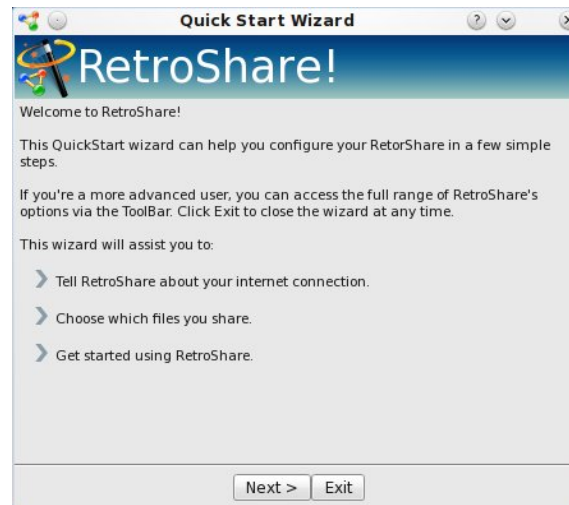 Quick Start Wizard
RetroShare!
Welcome to RetroShare!
This QuickStart wizard can help you configure your RetorShare in a few simple
steps.
If you're a more advanced user, you can access the full range of RetroShare's
options via the ToolBar. Click Exit to close the wizard at any time.
This wizard will assist you to:
Tell RetroShare about your internet connection.
Choose which files you share.
Get started using RetroShare.
Next > Exit